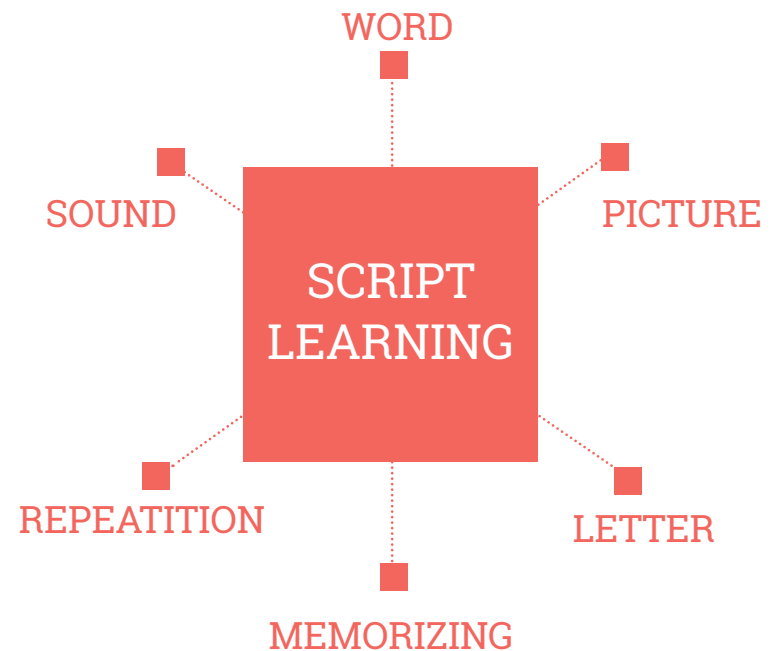 WORD
SOUND
PICTURE
SCRIPT
LEARNING
REPEATITION
LETTER
MEMORIZING